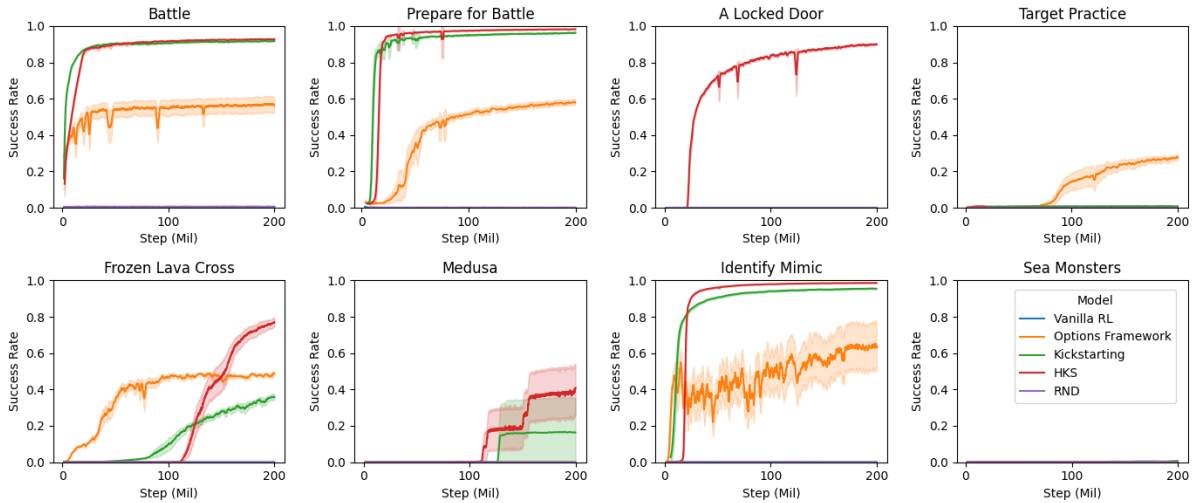 Battle
Prepare for Battle
A Locked Door
Target Practice
Success Rate
1.0
0.8
0.6
0.4
0.2
0.0
0
100
200
Step (Mil)
Success Rate
1.0
0.8
0.6
0.4
0.2
0.0
0
100
200
Step (Mil)
Success Rate
1.0
0.8
0.6
0.4
0.2
0.0
0
100
200
Step (Mil)
Success Rate
1.0
0.8
0.6
0.4
0.2
0.0
0
100
200
Step (Mil)
Frozen Lava Cross
Medusa
Identify Mimic
Sea Monsters
Success Rate
1.0
0.8
0.6
0.4
0.2
0.0
0
100
200
Step (Mil)
Success Rate
1.0
0.8
0.6
0.4
0.2
0.0
0
100
200
Step (Mil)
Success Rate
1.0
0.8
0.6
0.4
0.2
0.0
0
100
200
Step (Mil)
Success Rate
1.0
0.8
0.6
0.4
0.2
0.0
0
100
200
Step (Mil)
Model
Vanilla RL
Options Framework
Kickstarting
HKS
RND